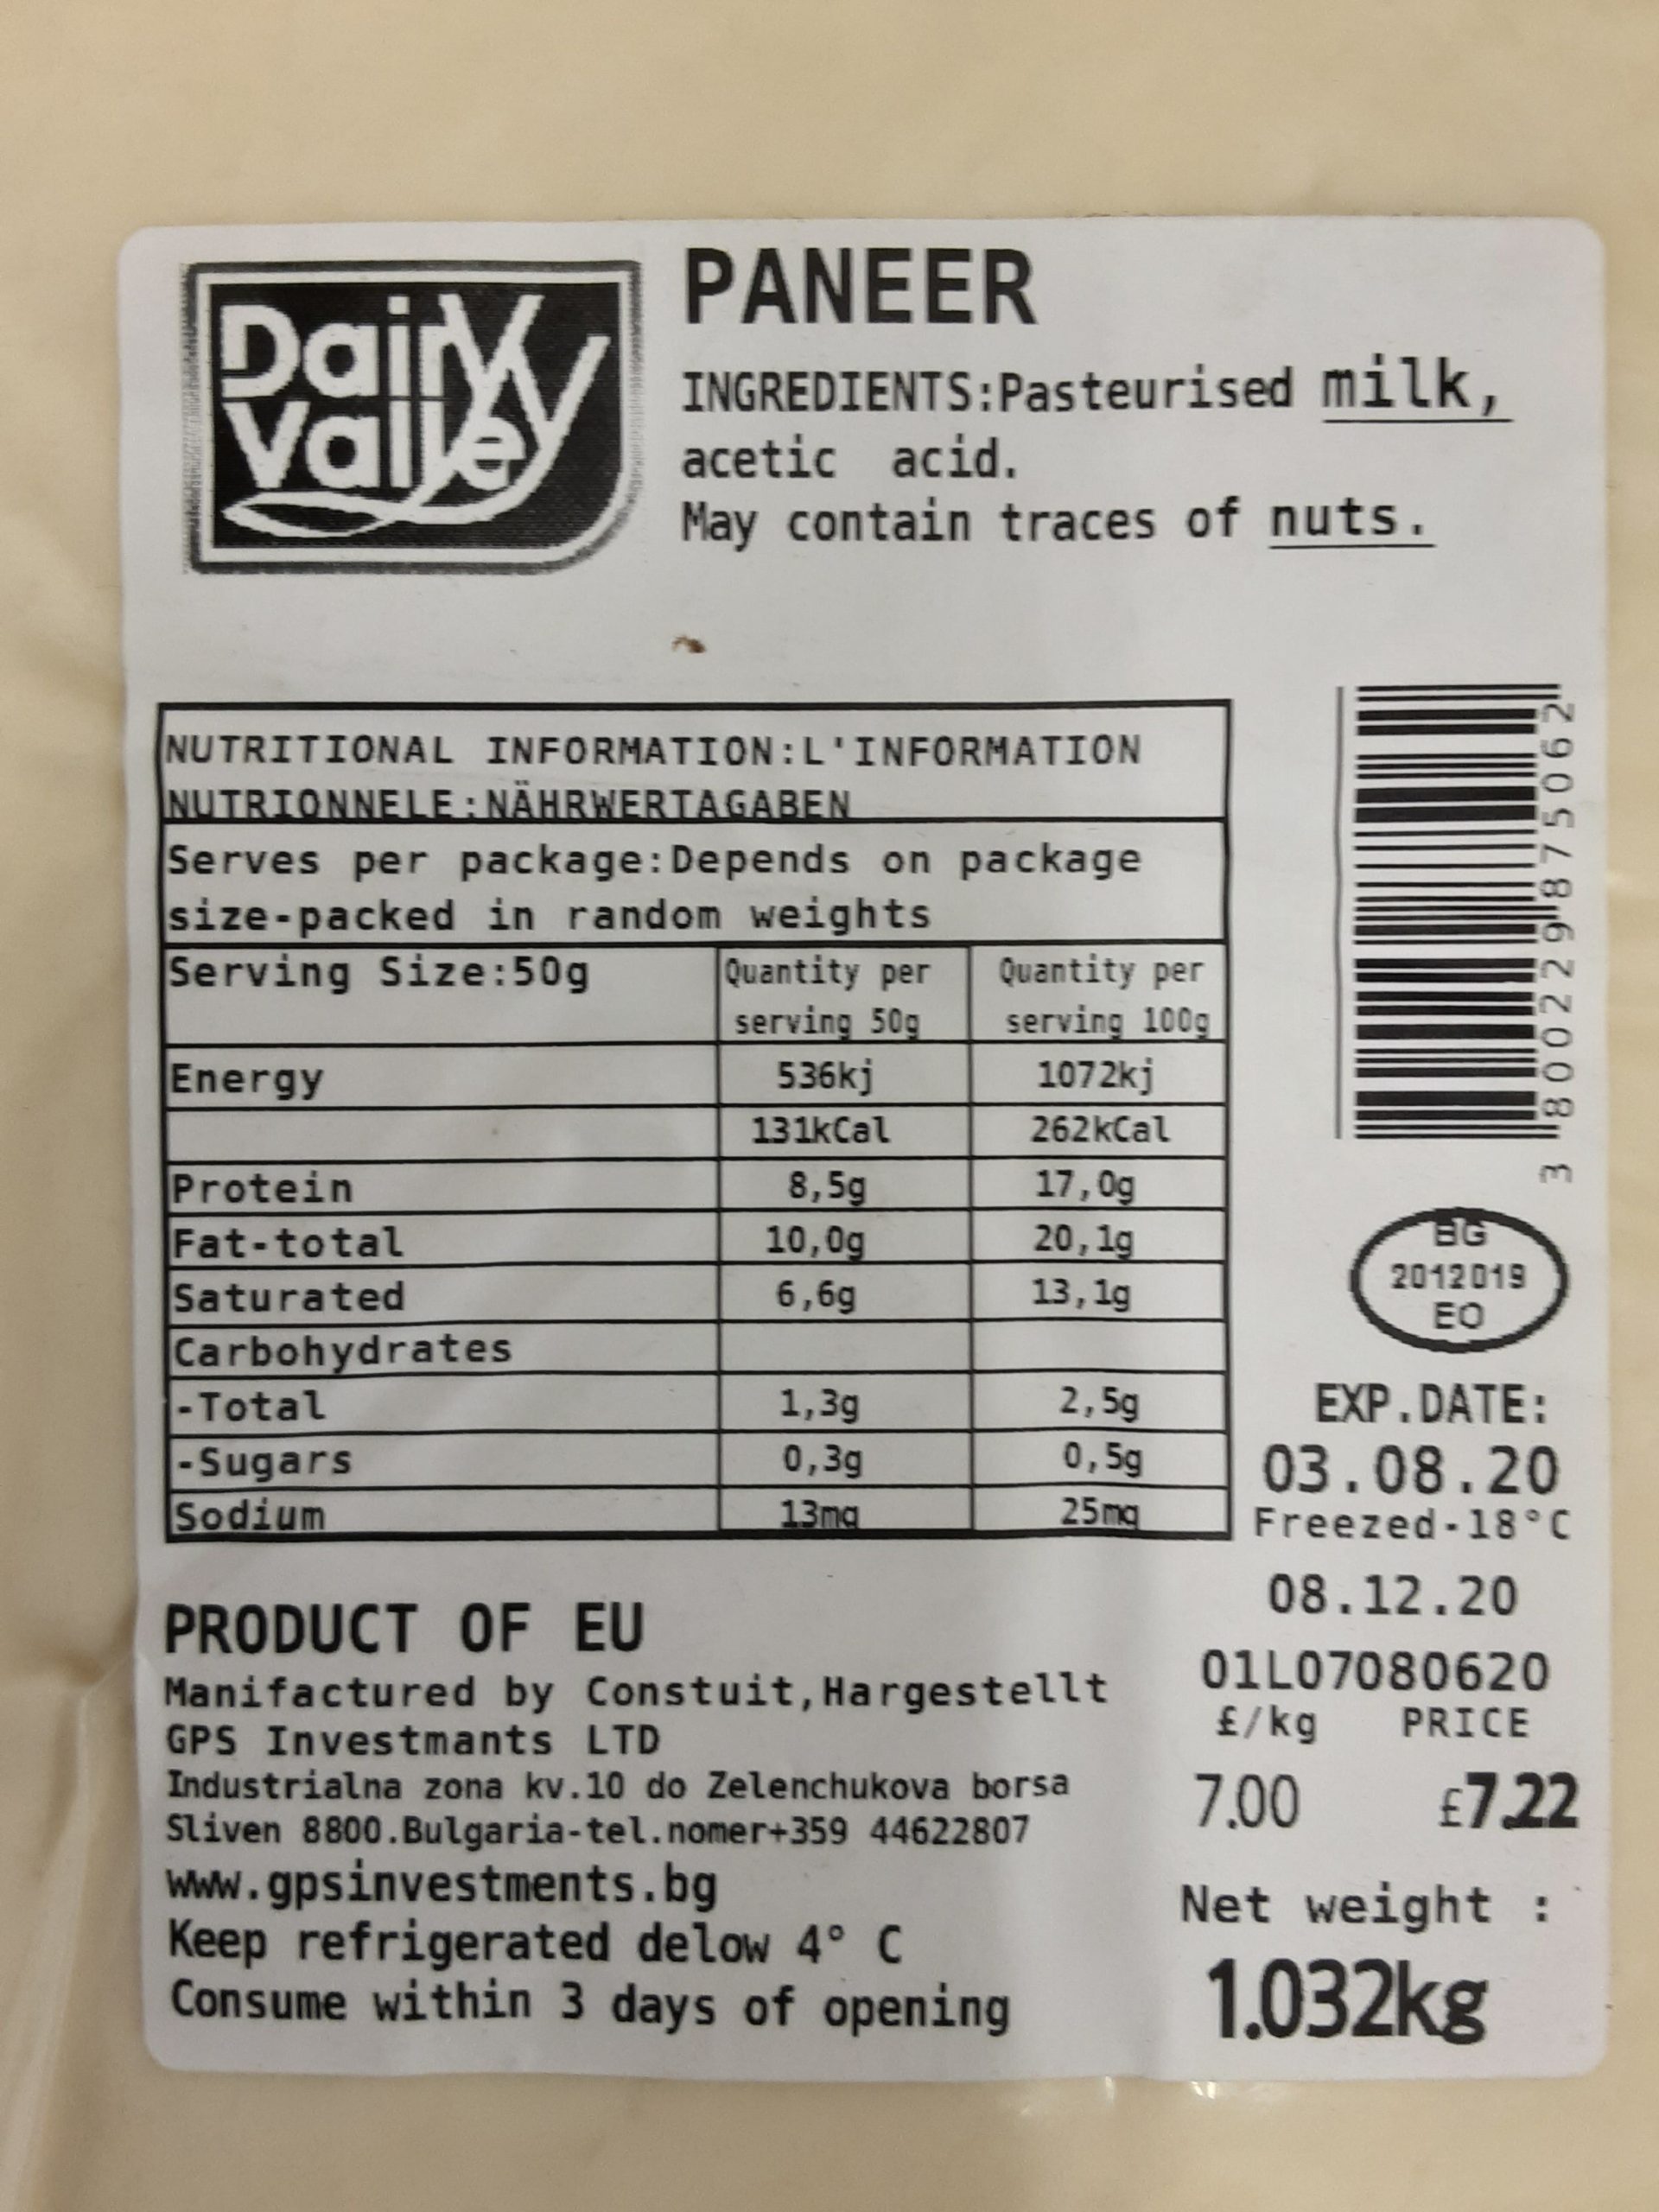 Dairy
Valley
PANEER
INGREDIENTS:Pasteurised milk,
acetic acid.
May contain traces of nuts.
NUTRITIONAL INFORMATION:L'INFORMATION
NUTRIONNELE:NÄHRWERTAGABEN
Serves per package:Depends on package
size-packed in random weights
Serving Size:50g Quantity per serving 50g Quantity per serving 100g
Energy 536kj 1072kj
131kCal 262kCal
Protein 8,5g 17,0g
Fat-total 10,0g 20,1g
Saturated 6,6g 13,1g
Carbohydrates
-Total 1,3g 2,5g
-Sugars 0,3g 0,5g
Sodium 13mg 25mg
3 800229 875062
BG
2012019
EO
EXP.DATE:
03.08.20
Freezed-18°C
08.12.20
01L07080620
£/kg PRICE
7.00 £7.22
Net weight :
1.032kg
PRODUCT OF EU
Manifactured by Constuit,Hargestellt
GPS Investmants LTD
Industrialna zona kv.10 do Zelenchukova borsa
Sliven 8800.Bulgaria-tel.nomer+359 44622807
www.gpsinvestments.bg
Keep refrigerated delow 4° C
Consume within 3 days of opening